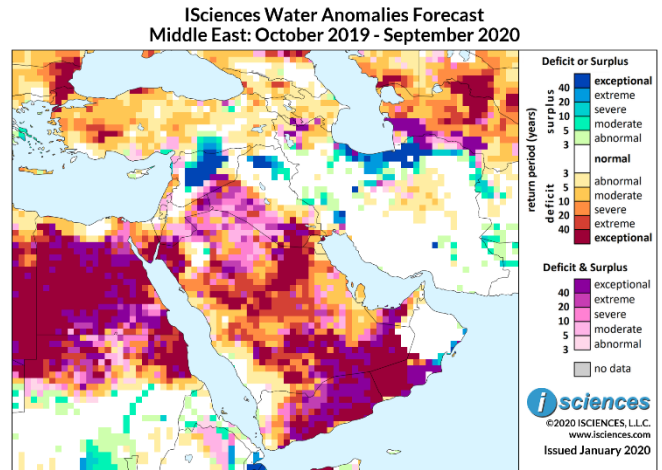 ISciences Water Anomalies Forecast
Middle East: October 2019 - September 2020
Deficit or Surplus
return period (years)
surplus
deficit
exceptional
40
extreme
20
severe
10
moderate
5
abnormal
3
normal
3
abnormal
5
moderate
10
severe
20
extreme
40
exceptional
Deficit & Surplus
exceptional
40
extreme
20
severe
10
moderate
5
abnormal
3
no data
i sciences
©2020 ISCIENCES, L.L.C.
www.isciences.com
Issued January 2020